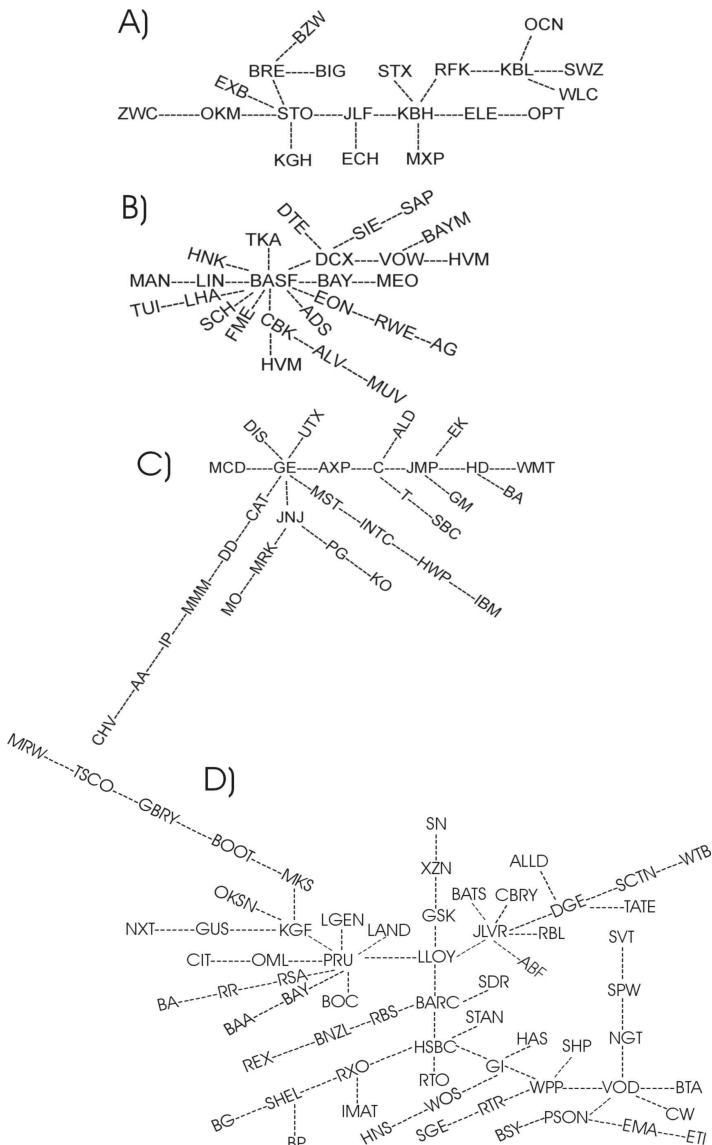 A)
BZW
OCN
BRE BIG STX RFK KBL SWZ
EXB WLC
ZWC OKM STO JLF KBH ELE OPT
KGH ECH MXP
B)
DTE SIE SAP
TKA BAYM
HNK DCX VOW HVM
MAN LIN BASF BAY MEO
TUI LHA EON
SCH ADS RWE
FME CBK AG
HVM ALV
MUV
C)
DIS UTX ALD EK
MCD GE AXP C JMP HD WMT
CAT MST T GM BA
JNJ INTC SBC
DD MRK PG HWP
MMM MO KO IBM
IP
AA
CHV
D)
MRW
TSCO
GBRY SN
BOOT XZN ALLD SCTN WTB
MKS BATS CBRY DGE
OKSN LGEN GSK TATE
NXT GUS KGF LAND JLVR RBL SVT
CIT OML PRU LLOY ABF
BA RR RSA SDR SPW
BAA BAY BOC BARC
REX BNZL RBS STAN HAS SHP NGT
HSBC GI
RXO RTO WPP VOD BTA
BG SHEL IMAT WOS RTR CW
HNS SGE BSY PSON EMA ETI
BP